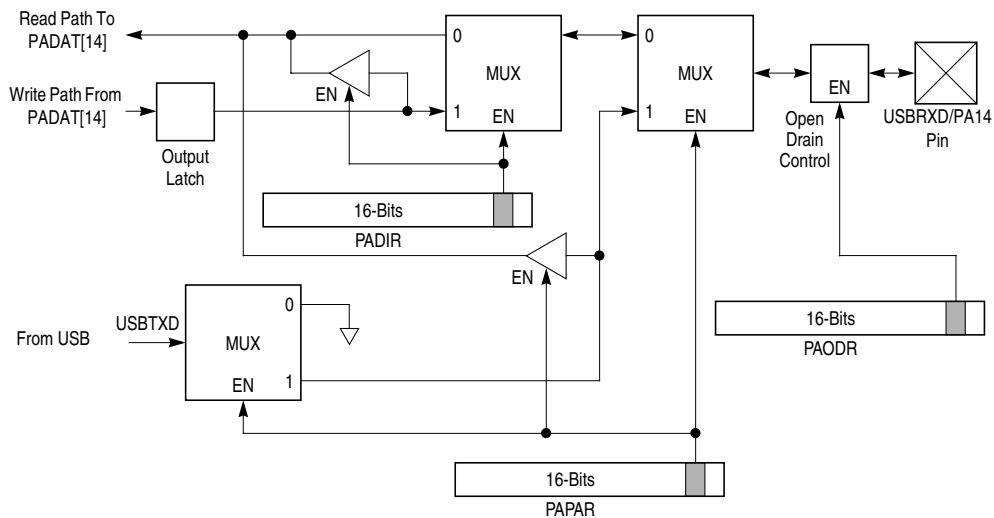 Read Path To
PADAT[14]
Write Path From
PADAT[14]
Output
Latch
EN
0
MUX
1
EN
0
MUX
1
EN
EN
Open
Drain
Control
USBRXD/PA14
Pin
16-Bits
PADIR
EN
16-Bits
PAODR
From USB
USBTXD
0
MUX
EN
1
16-Bits
PAPAR